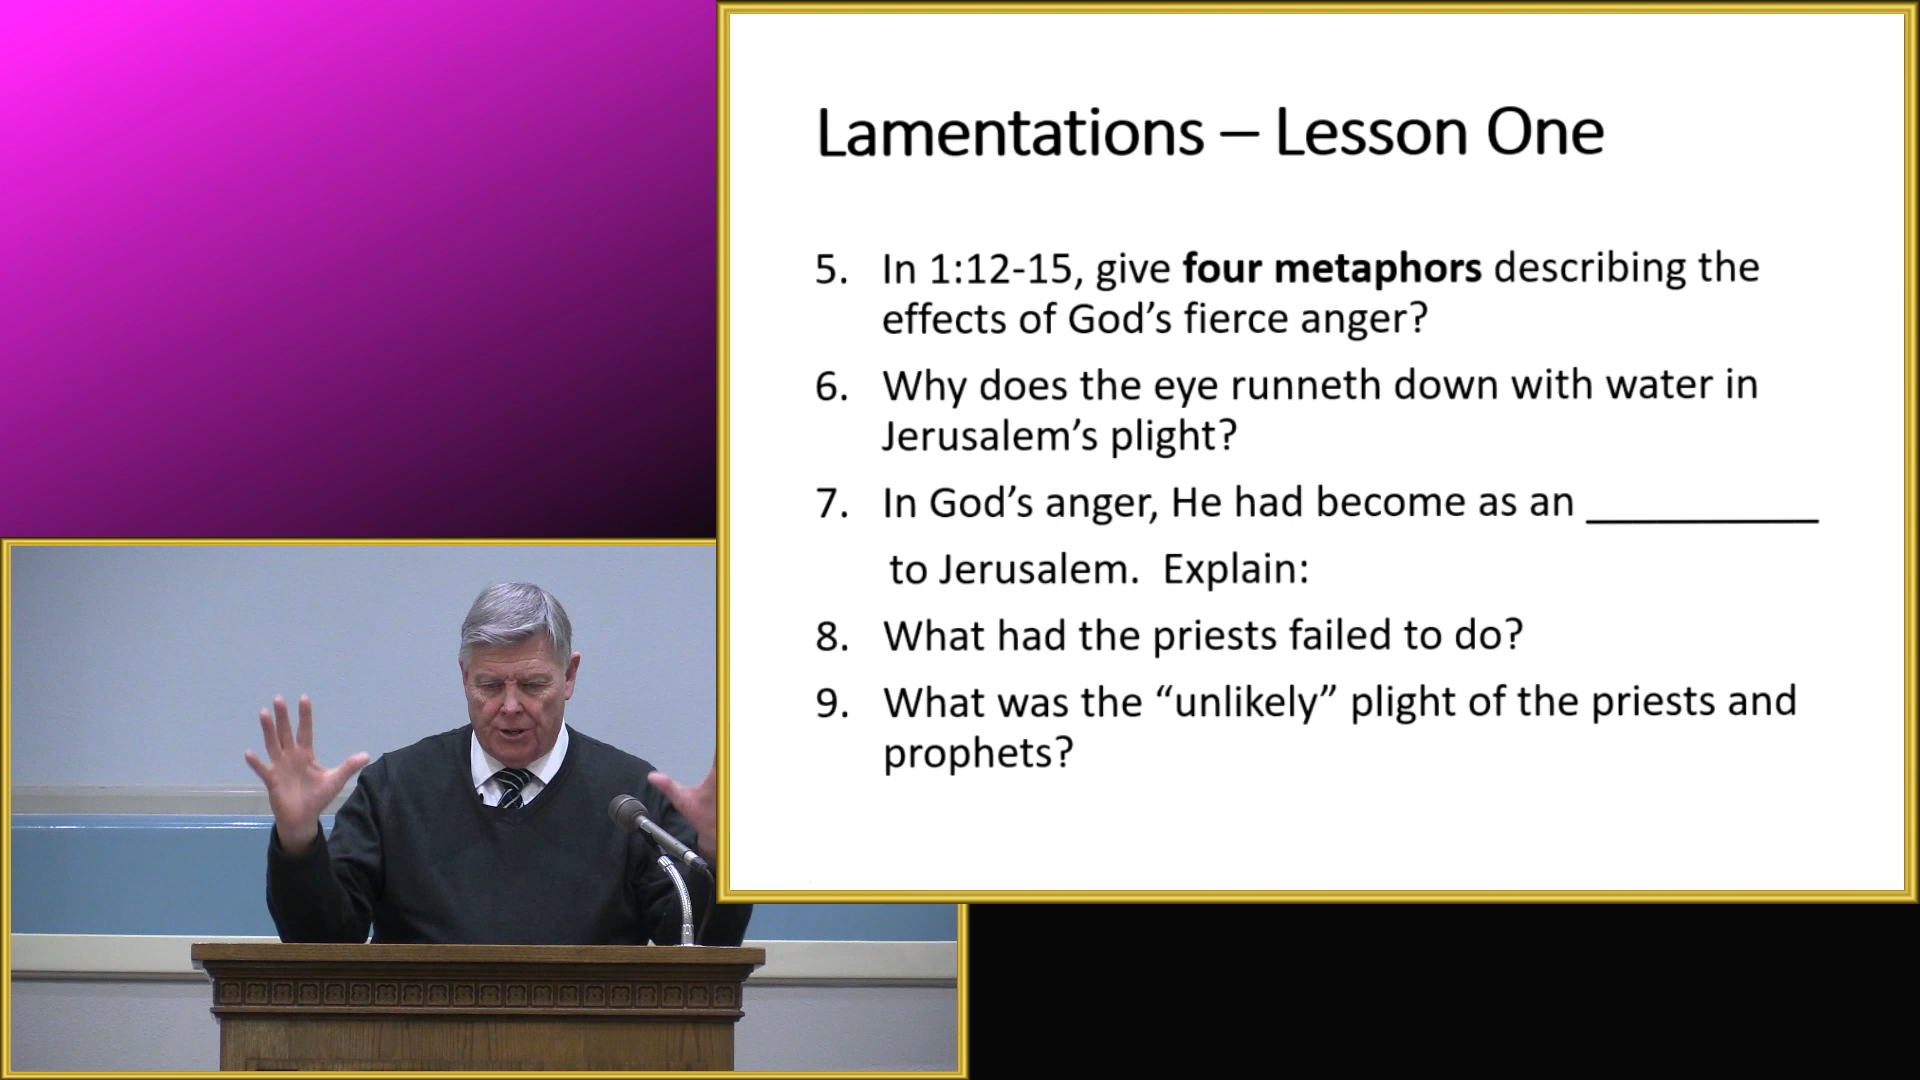 Lamentations – Lesson One
5. In 1:12-15, give four metaphors describing the
effects of God’s fierce anger?
6. Why does the eye runneth down with water in
Jerusalem’s plight?
7. In God’s anger, He had become as an ___________
to Jerusalem.  Explain:
8. What had the priests failed to do?
9. What was the “unlikely” plight of the priests and
prophets?